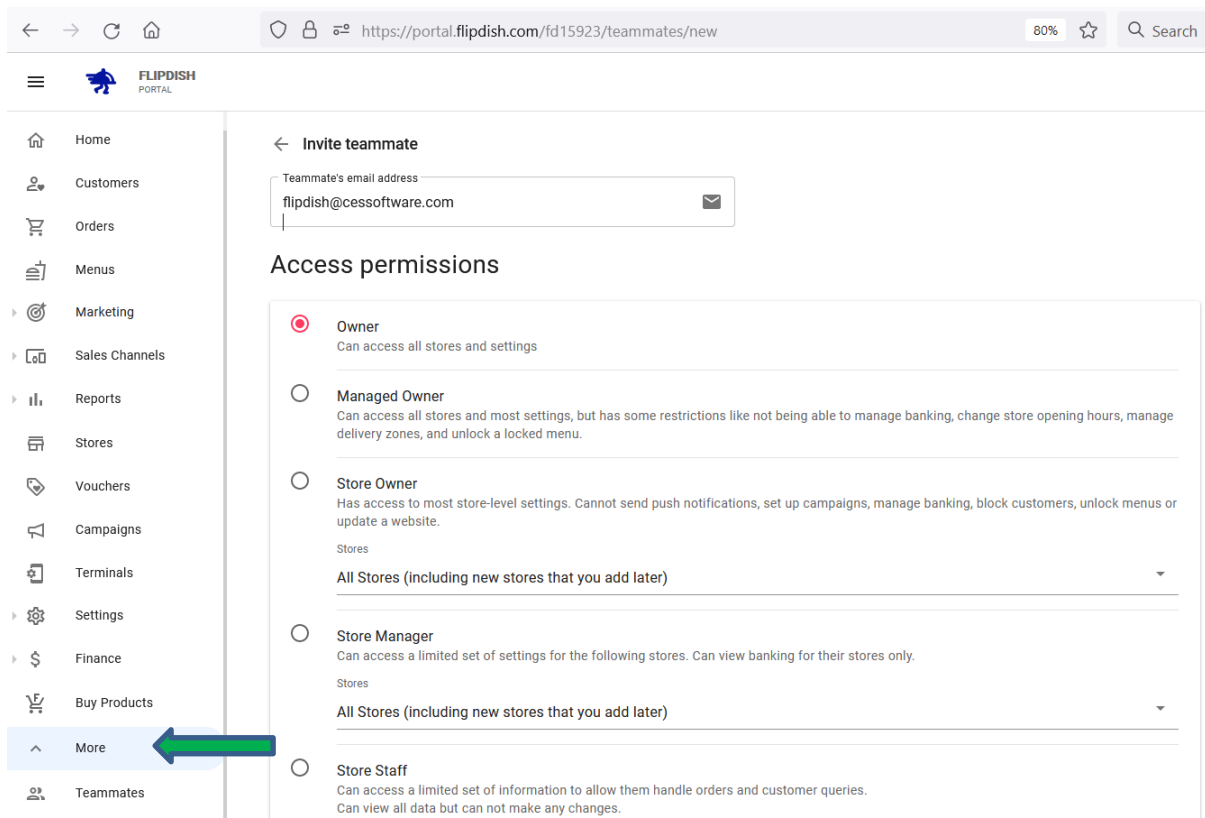 https://portal.flipdish.com/fd15923/teammates/new
80%
Search
FLIPDISH
PORTAL
Home
Customers
Orders
Menus
Marketing
Sales Channels
Reports
Stores
Vouchers
Campaigns
Terminals
Settings
Finance
Buy Products
More
Teammates
Invite teammate
Teammate's email address
flipdish@cessoftware.com
Access permissions
Owner
Can access all stores and settings
Managed Owner
Can access all stores and most settings, but has some restrictions like not being able to manage banking, change store opening hours, manage
delivery zones, and unlock a locked menu.
Store Owner
Has access to most store-level settings. Cannot send push notifications, set up campaigns, manage banking, block customers, unlock menus or
update a website.
Stores
All Stores (including new stores that you add later)
Store Manager
Can access a limited set of settings for the following stores. Can view banking for their stores only.
Stores
All Stores (including new stores that you add later)
Store Staff
Can access a limited set of information to allow them handle orders and customer queries.
Can view all data but can not make any changes.